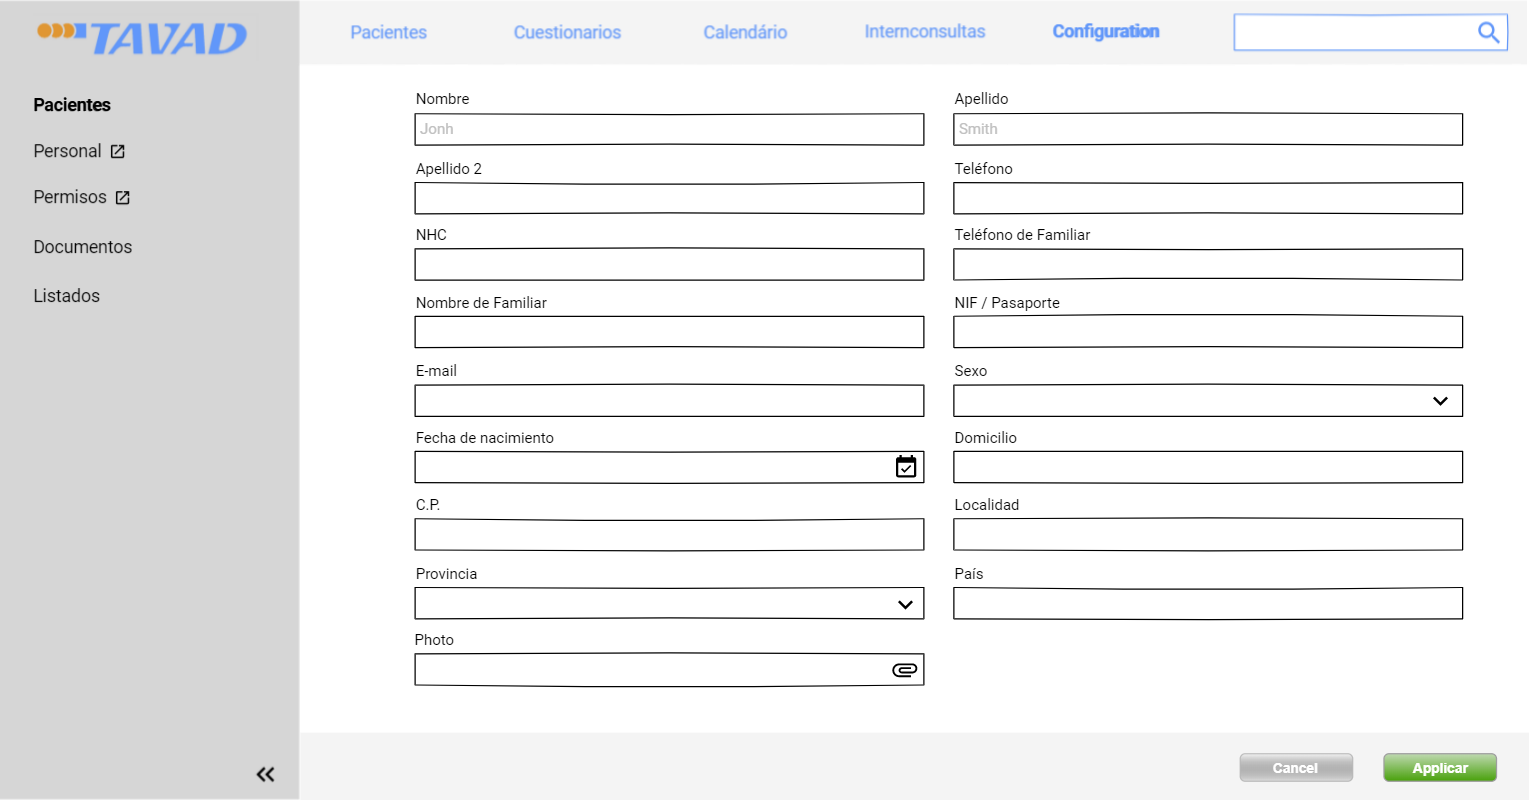 TAVAD
Pacientes Cuestionarios Calendário Internconsultas Configuration
Pacientes
Personal
Permisos
Documentos
Listados
Nombre Apellido
Jonh Smith
Apellido 2 Teléfono
NHC Teléfono de Familiar
Nombre de Familiar NIF / Pasaporte
E-mail Sexo
Fecha de nacimiento Domicilio
C.P. Localidad
Provincia País
Photo
Cancel Applicar